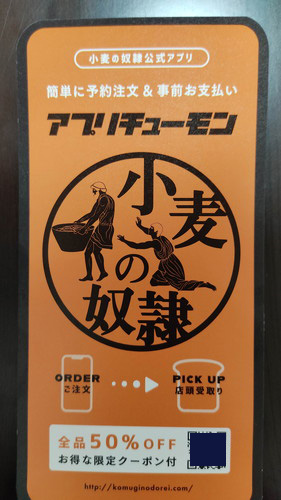 小麦の奴隷公式アプリ
簡単に予約注文 & 事前お支払い
アプリチューモン
小麦
の
奴隷
ORDER
ご注文
PICK UP
店頭受取り
全品50%OFF
お得な限定クーポン付
http://komuginodorei.com/